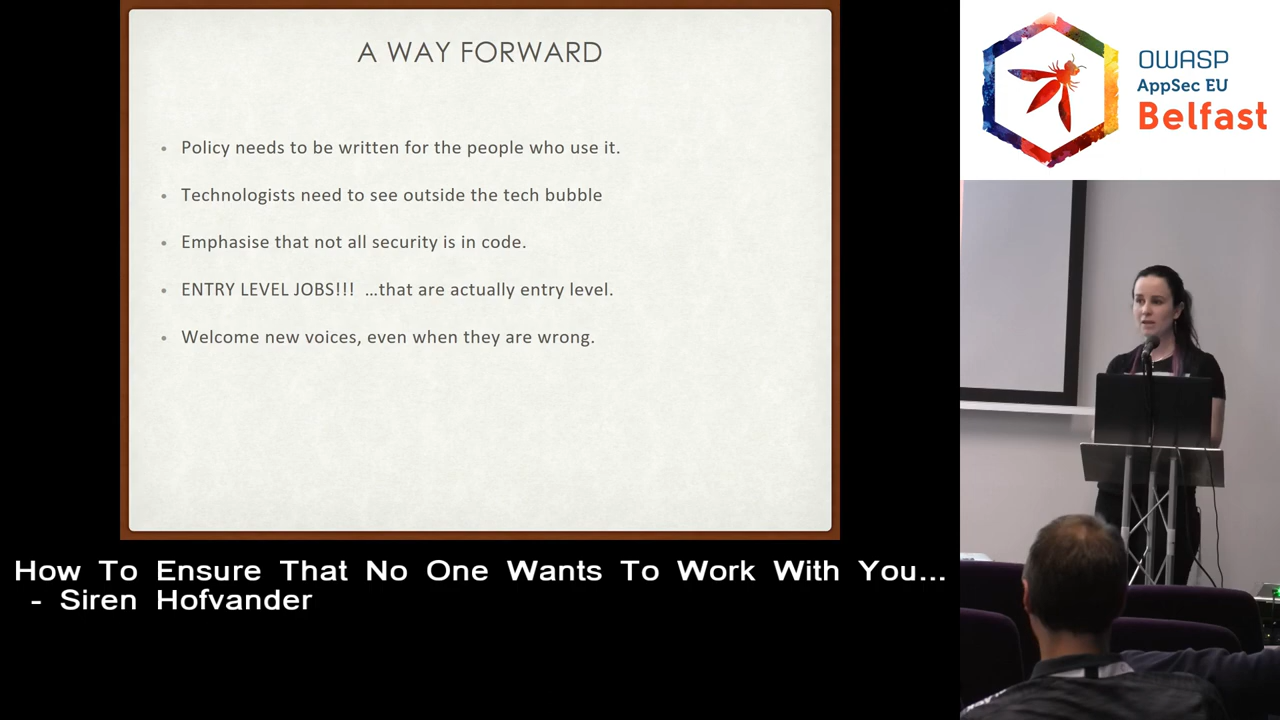 A WAY FORWARD
• Policy needs to be written for the people who use it.
• Technologists need to see outside the tech bubble
• Emphasise that not all security is in code.
• ENTRY LEVEL JOBS!!! ...that are actually entry level.
• Welcome new voices, even when they are wrong.
How To Ensure That No One Wants To Work With You...
- Siren Hofvander
OWASP
AppSec EU
Belfast